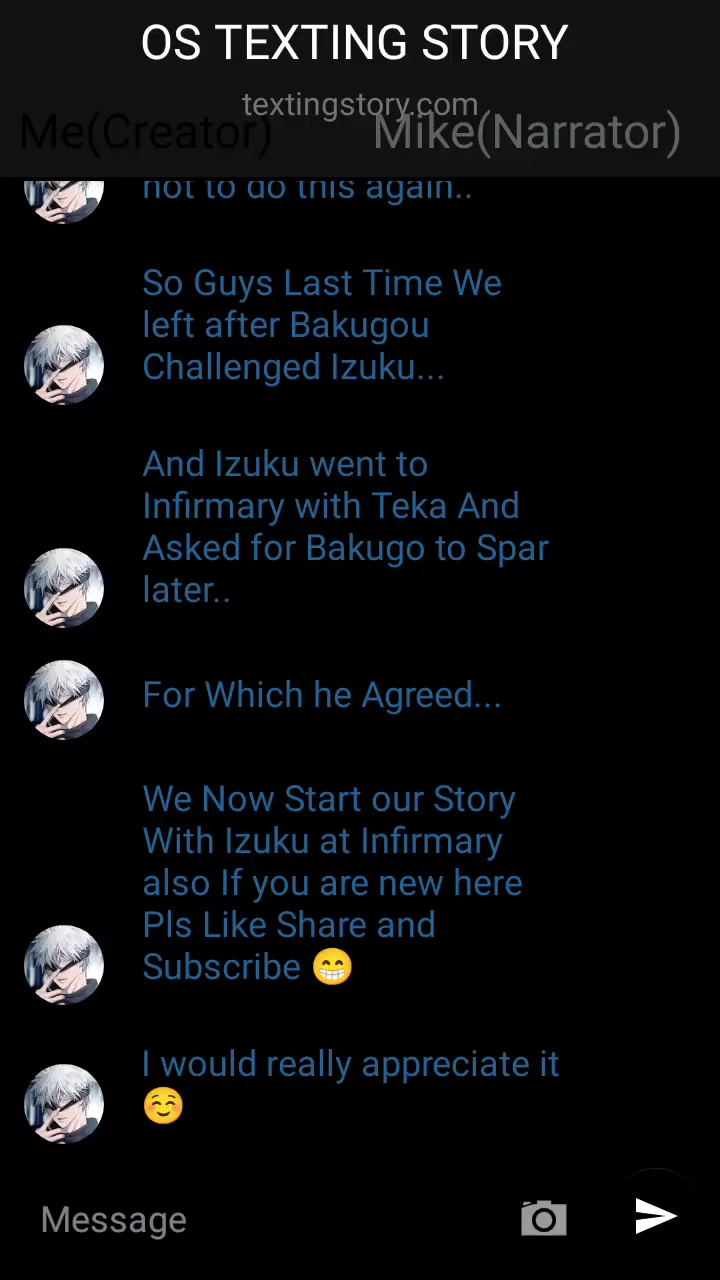 OS TEXTING STORY
textingstory.com
Me(Creator) Mike(Narrator)
not to do this again..
So Guys Last Time We
left after Bakugou
Challenged Izuku...
And Izuku went to
Infirmary with Teka And
Asked for Bakugo to Spar
later..
For Which he Agreed...
We Now Start our Story
With Izuku at Infirmary
also If you are new here
Pls Like Share and
Subscribe 😁
I would really appreciate it
☺️
Message